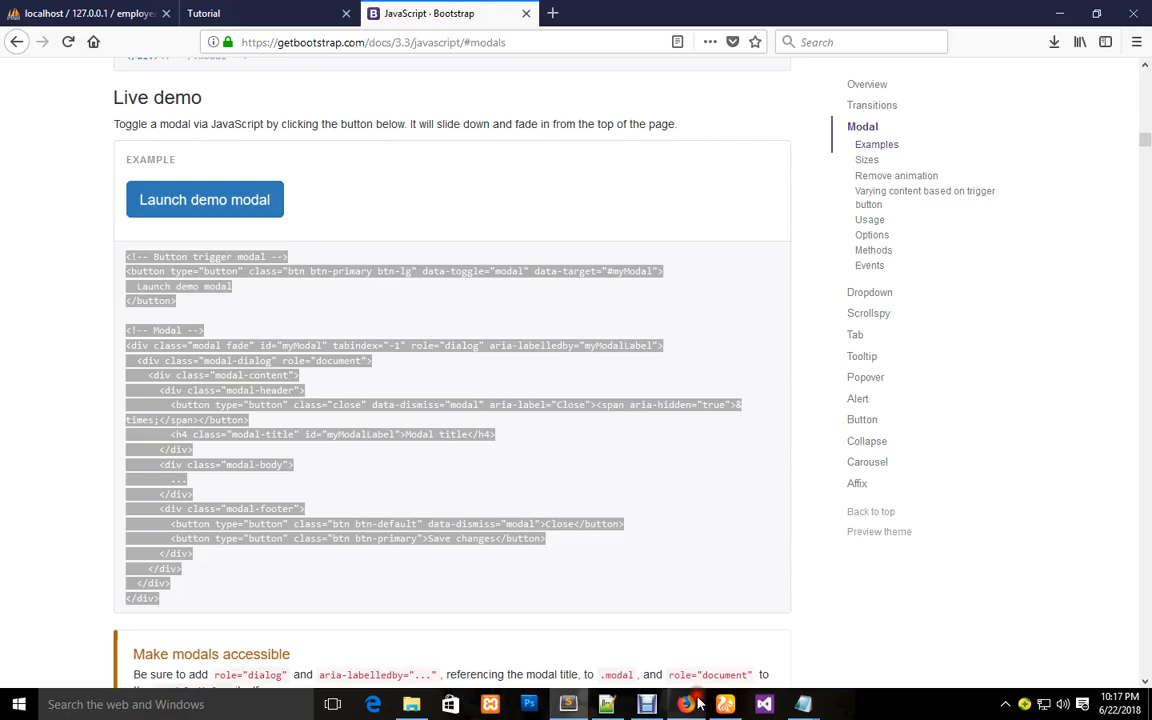 localhost / 127.0.0.1 / employe
Tutorial
JavaScript · Bootstrap
https://getbootstrap.com/docs/3.3/javascript/#modals
Search
Live demo
Toggle a modal via JavaScript by clicking the button below. It will slide down and fade in from the top of the page.
EXAMPLE
Launch demo modal
<!-- Button trigger modal -->
<button type="button" class="btn btn-primary btn-lg" data-toggle="modal" data-target="#myModal">
Launch demo modal
</button>
<!-- Modal -->
<div class="modal fade" id="myModal" tabindex="-1" role="dialog" aria-labelledby="myModalLabel">
<div class="modal-dialog" role="document">
<div class="modal-content">
<div class="modal-header">
<button type="button" class="close" data-dismiss="modal" aria-label="Close"><span aria-hidden="true">&
times;</span></button>
<h4 class="modal-title" id="myModalLabel">Modal title</h4>
</div>
<div class="modal-body">
...
</div>
<div class="modal-footer">
<button type="button" class="btn btn-default" data-dismiss="modal">Close</button>
<button type="button" class="btn btn-primary">Save changes</button>
</div>
</div>
</div>
</div>
Make modals accessible
Be sure to add role="dialog" and aria-labelledby="...", referencing the modal title, to .modal, and role="document" to
Overview
Transitions
Modal
Examples
Sizes
Remove animation
Varying content based on trigger
button
Usage
Options
Methods
Events
Dropdown
Scrollspy
Tab
Tooltip
Popover
Alert
Button
Collapse
Carousel
Affix
Back to top
Preview theme
Search the web and Windows
10:17 PM
6/22/2018